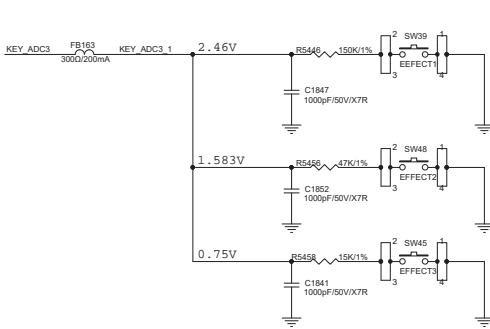 KEY_ADC3 FB163 KEY_ADC3_1
300Ω/200mA
2.46V R5446 150K/1% 2 SW39 1
3 EEFECT1 4
C1847
1000pF/50V/X7R
1.583V R5456 47K/1% 2 SW48 1
3 EFFECT2 4
C1852
1000pF/50V/X7R
0.75V R5458 15K/1% 2 SW45 1
3 EFFECT3 4
C1841
1000pF/50V/X7R